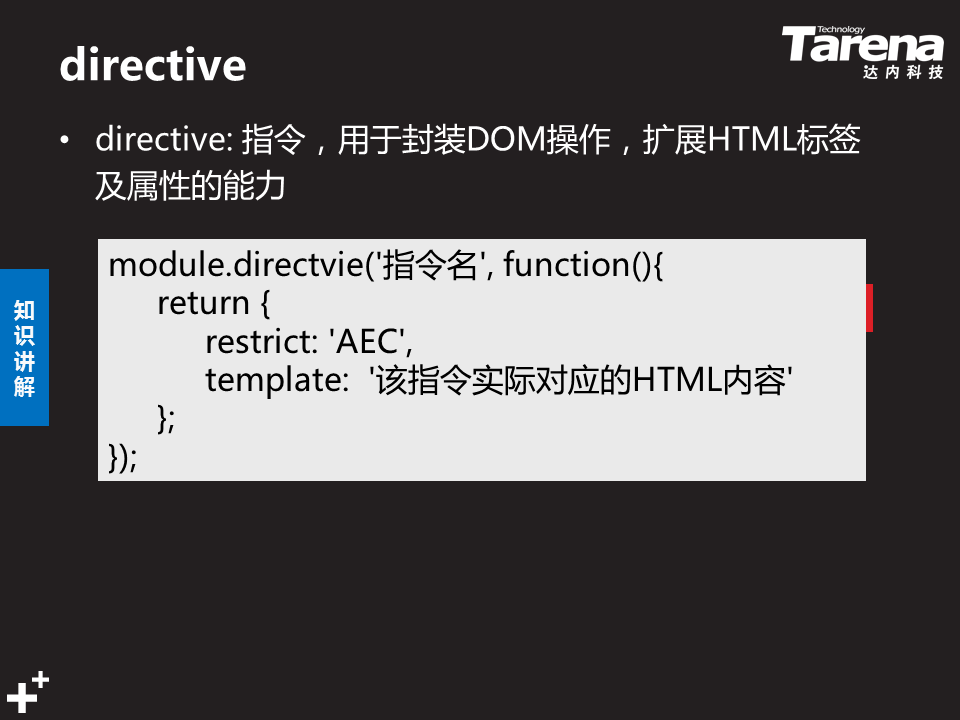 directive
Technology
Tarena
达内科技
• directive: 指令，用于封装DOM操作，扩展HTML标签
及属性的能力
知
识
讲
解
module.directvie('指令名', function(){
return {
restrict: 'AEC',
template: '该指令实际对应的HTML内容'
};
});